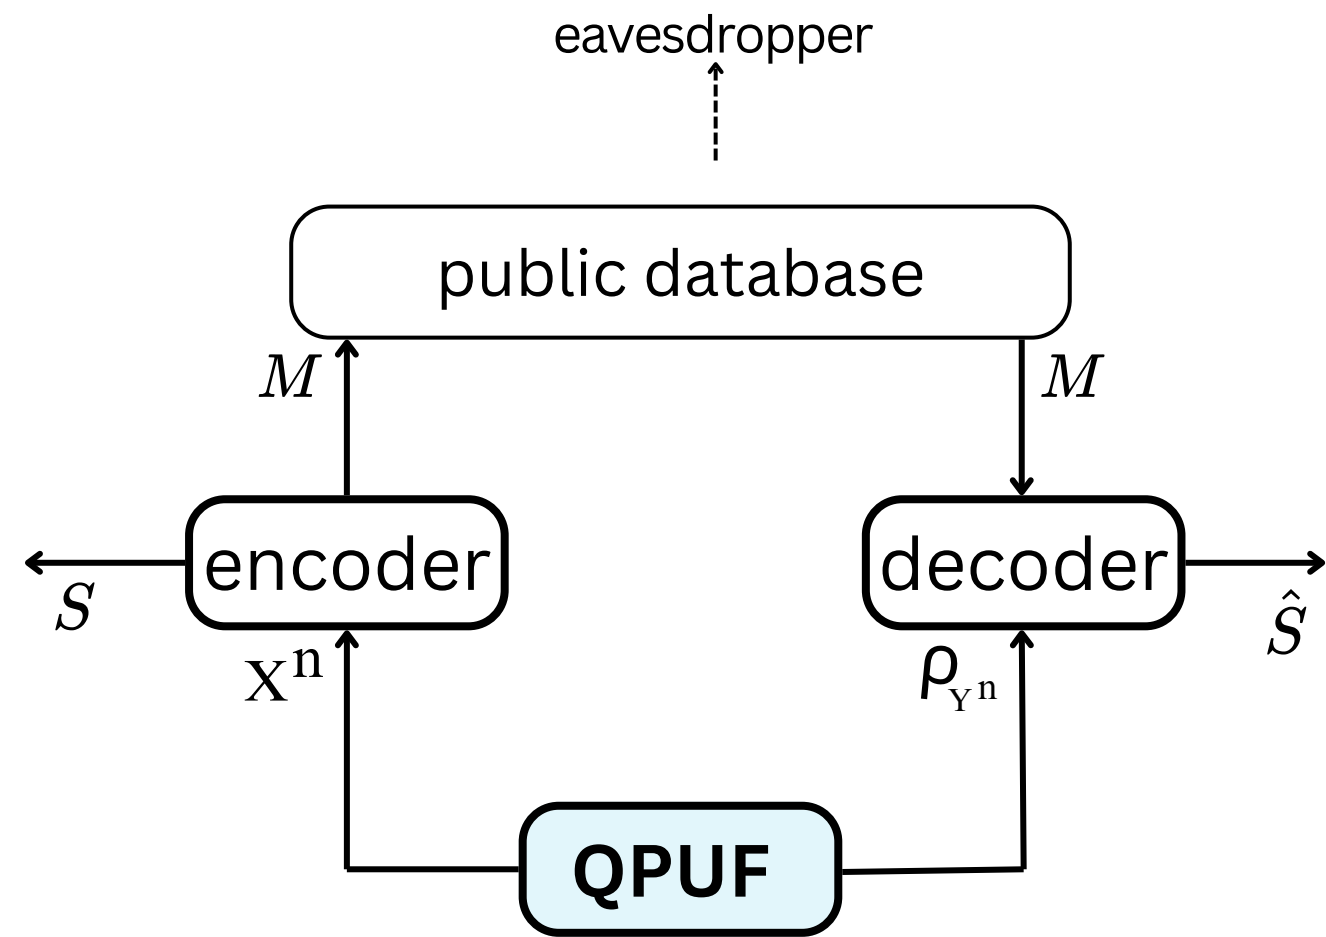 eavesdropper
public database
M M
encoder decoder
S Ŝ
Xⁿ ρ_Yⁿ
QPUF